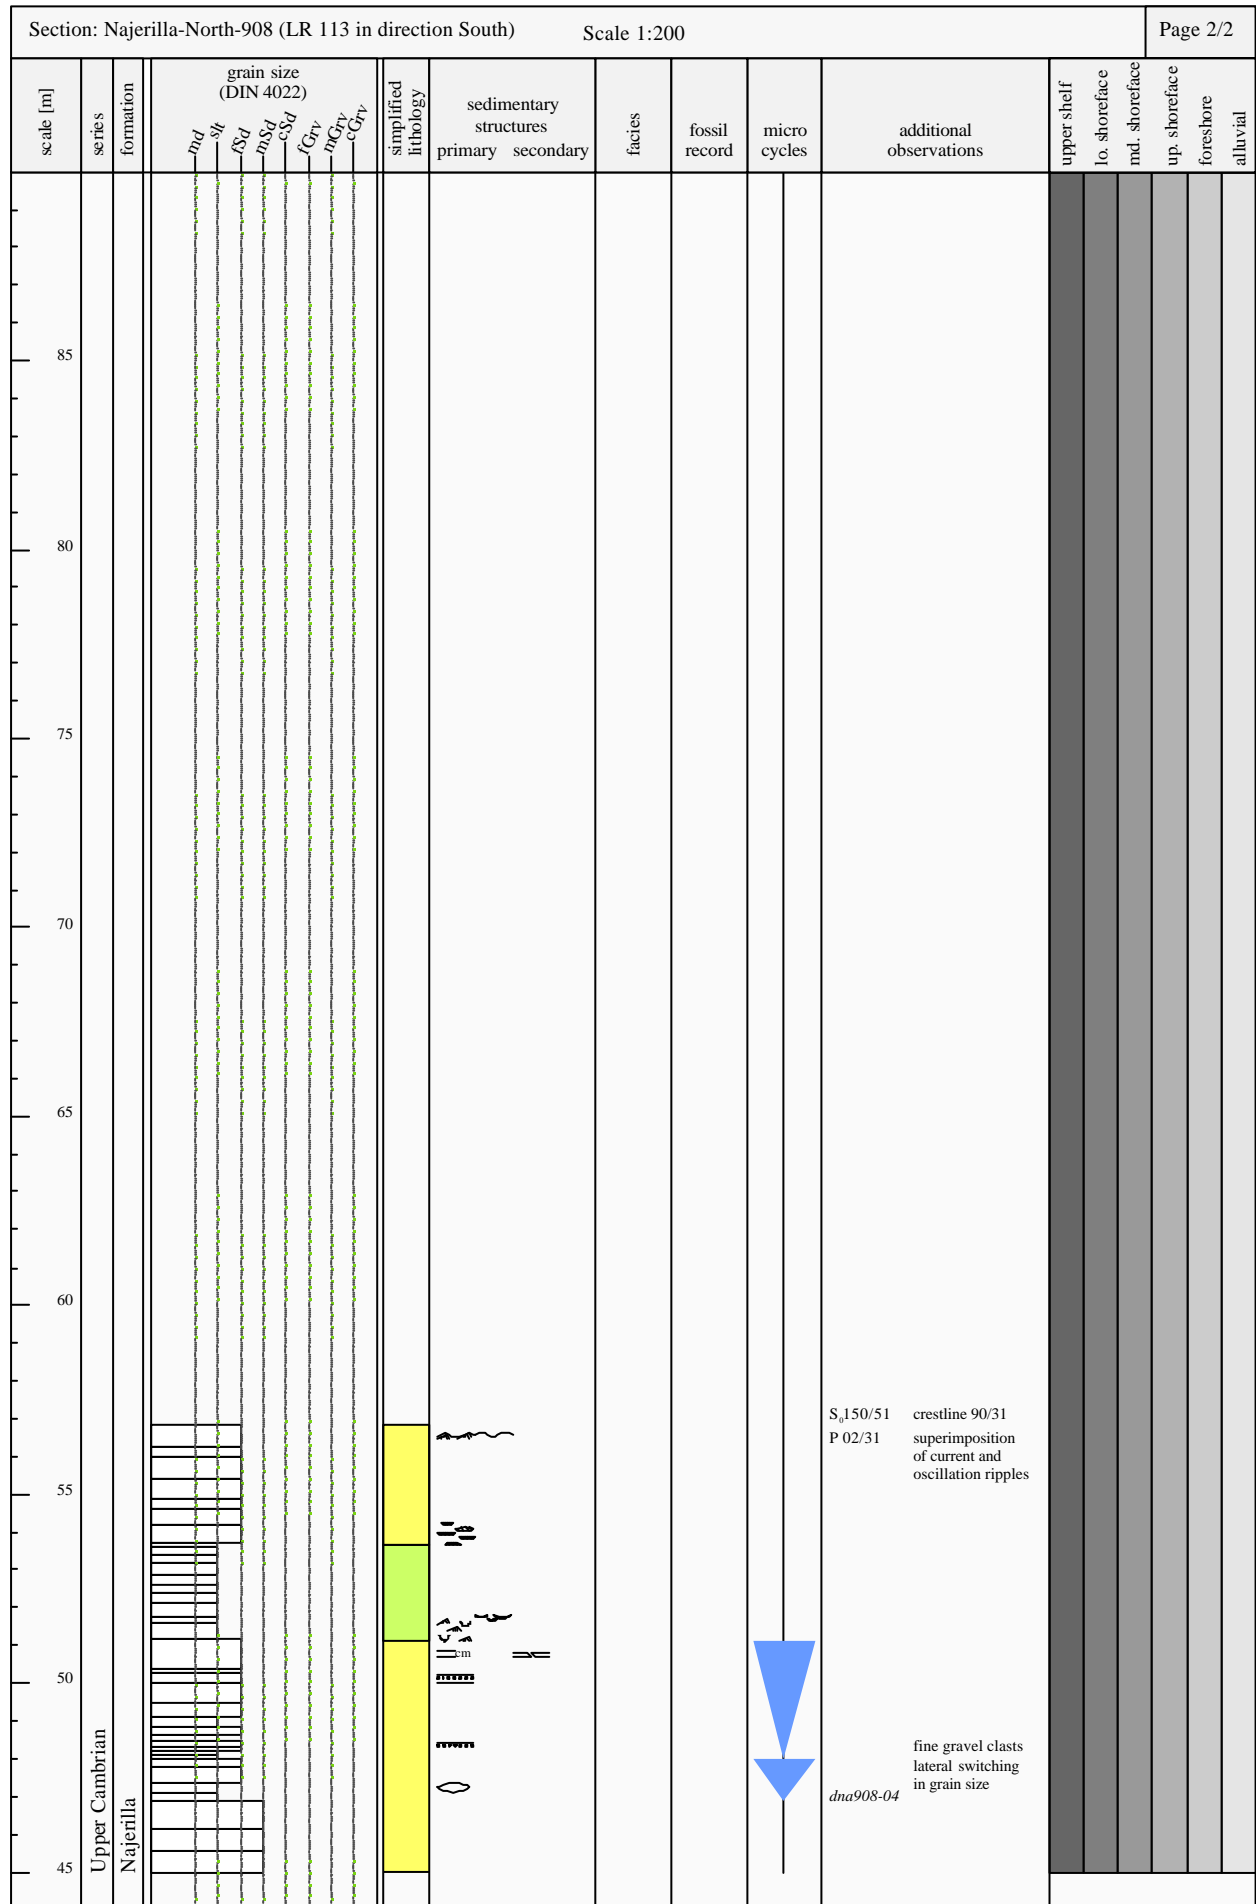 Section: Najerilla-North-908 (LR 113 in direction South)
Scale 1:200
Page 2/2
scale [m]
series
formation
grain size
(DIN 4022)
md
slt
fSd
mSd
cSd
fGrv
mGrv
cGrv
simplified
lithology
sedimentary
structures
primary
secondary
facies
fossil
record
micro
cycles
additional
observations
upper shelf
lo. shoreface
md. shoreface
up. shoreface
foreshore
alluvial
85
80
75
70
65
60
S₀150/51 crestline 90/31
P 02/31 superimposition
of current and
oscillation ripples
55
cm
50
fine gravel clasts
lateral switching
in grain size
dna908-04
Upper Cambrian
Najerilla
45